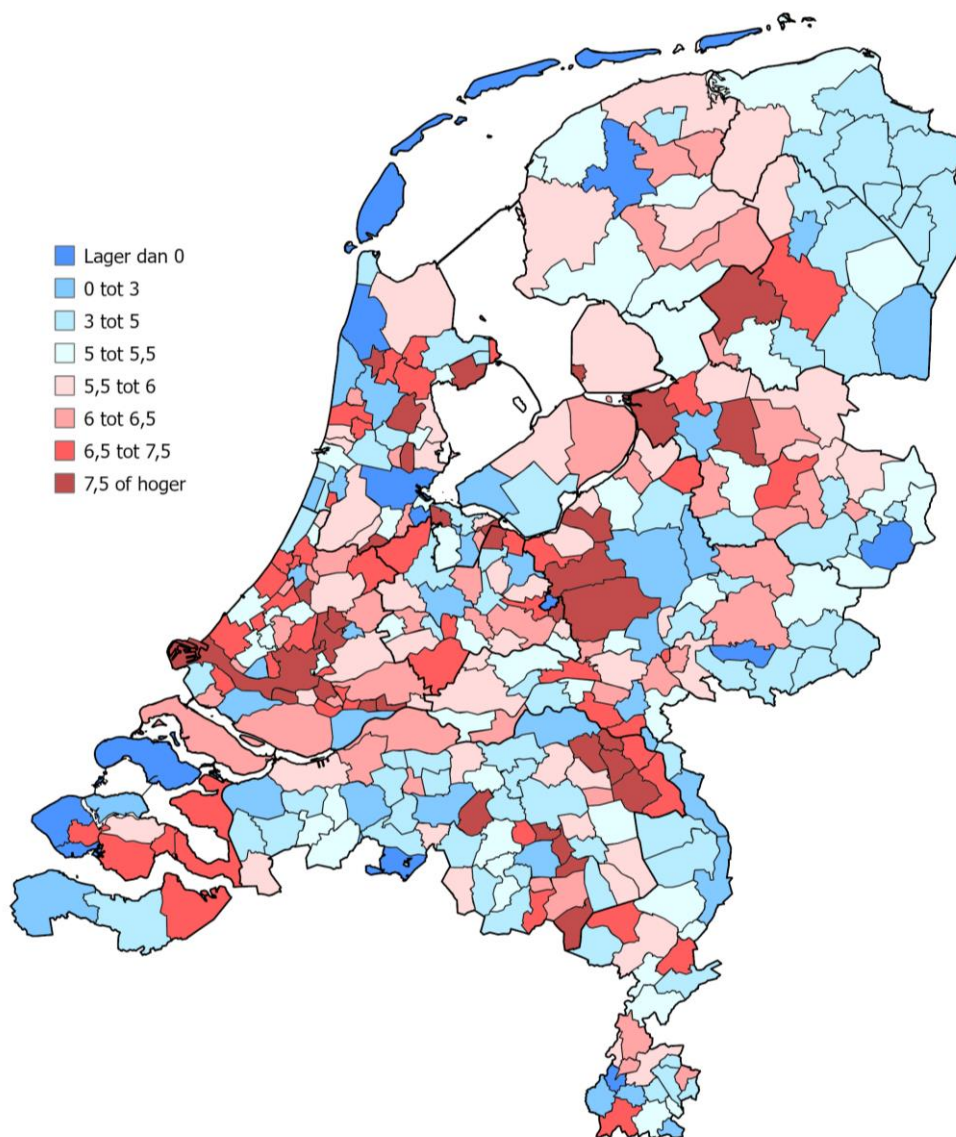 Lager dan 0
0 tot 3
3 tot 5
5 tot 5,5
5,5 tot 6
6 tot 6,5
6,5 tot 7,5
7,5 of hoger